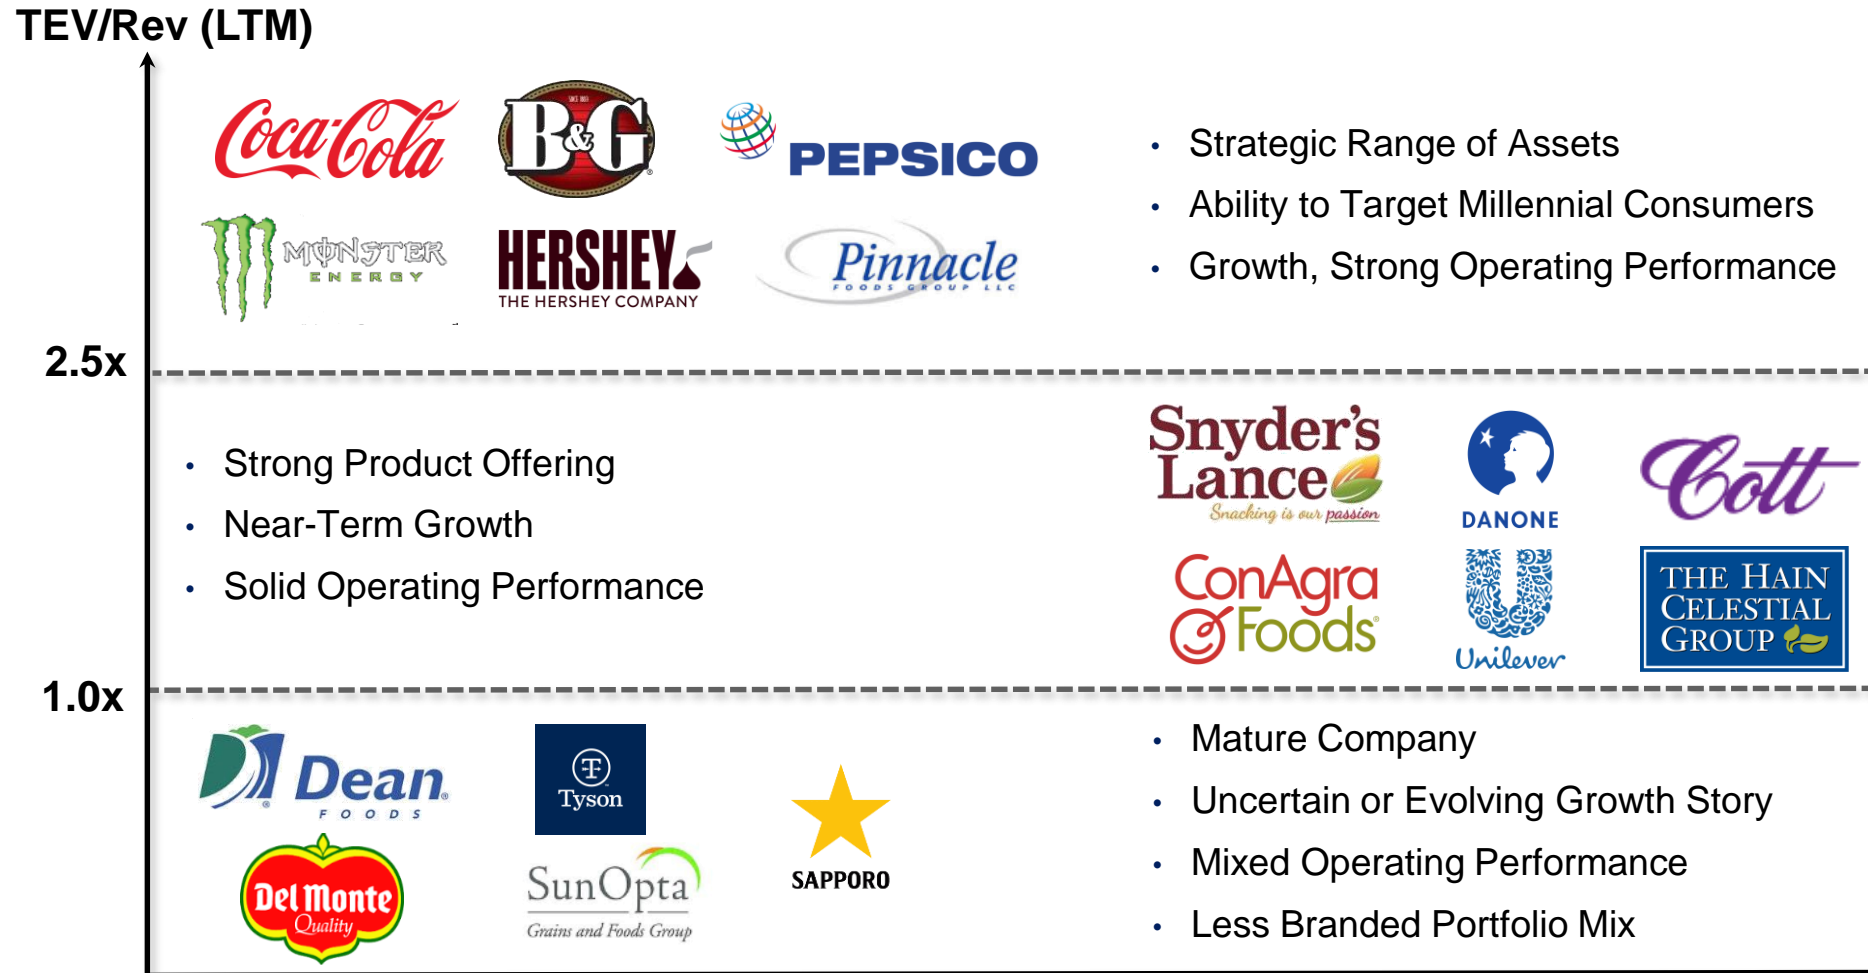 TEV/Rev (LTM)
Coca-Cola
SINCE 1889
B&G
PEPSICO
• Strategic Range of Assets
• Ability to Target Millennial Consumers
• Growth, Strong Operating Performance
MONSTER
ENERGY
HERSHEY
THE HERSHEY COMPANY
Pinnacle
FOODS GROUP LLC
2.5x
• Strong Product Offering
• Near-Term Growth
• Solid Operating Performance
Snyder's
Lance
Snacking is our passion
DANONE
Cott
ConAgra
Foods
Unilever
THE HAIN
CELESTIAL
GROUP
1.0x
Dean
FOODS
Tyson
SAPPORO
Del Monte
Quality
SunOpta
Grains and Foods Group
• Mature Company
• Uncertain or Evolving Growth Story
• Mixed Operating Performance
• Less Branded Portfolio Mix